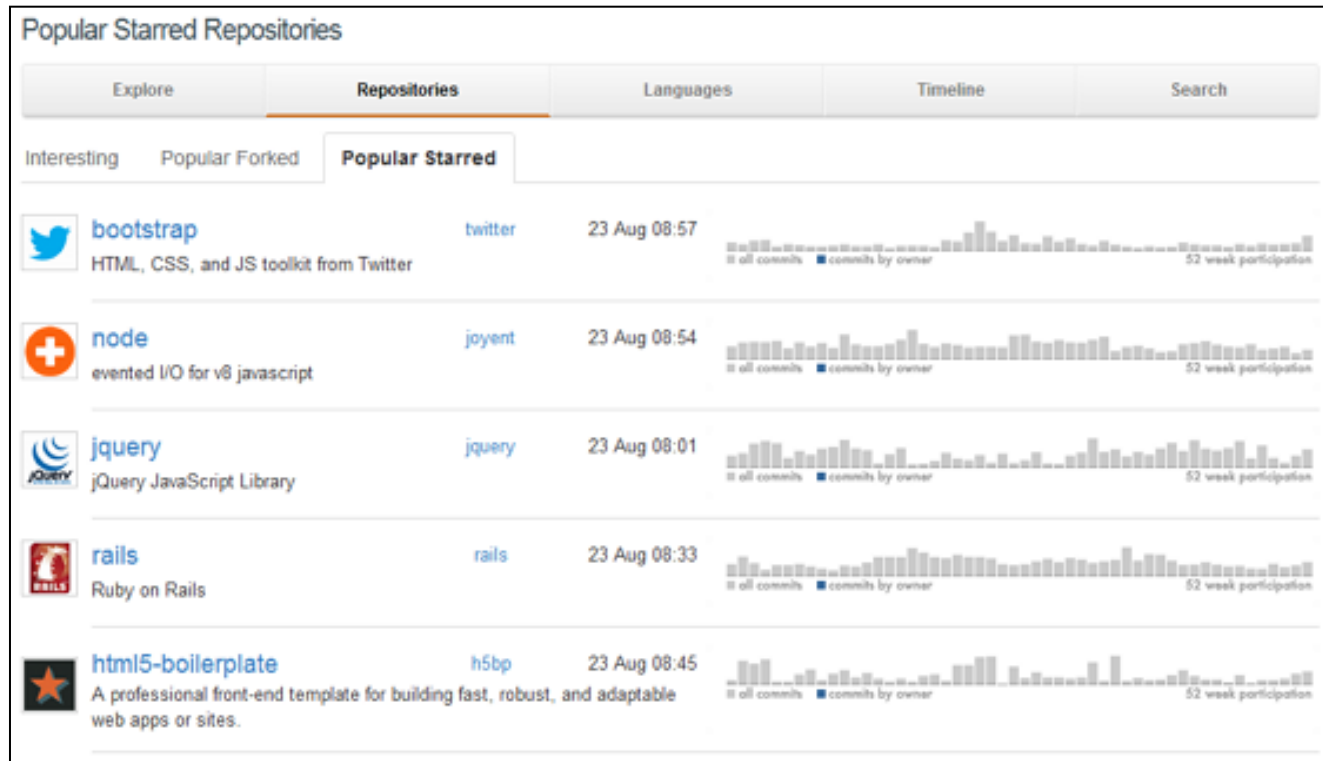 Popular Starred Repositories
Explore Repositories Languages Timeline Search
Interesting Popular Forked Popular Starred
bootstrap twitter 23 Aug 08:57
HTML, CSS, and JS toolkit from Twitter
all commits commits by owner 52 week participation
node joyent 23 Aug 08:54
evented I/O for v8 javascript
all commits commits by owner 52 week participation
jquery jquery 23 Aug 08:01
jQuery
jQuery JavaScript Library
all commits commits by owner 52 week participation
rails rails 23 Aug 08:33
RAILS
Ruby on Rails
all commits commits by owner 52 week participation
html5-boilerplate h5bp 23 Aug 08:45
A professional front-end template for building fast, robust, and adaptable
web apps or sites.
all commits commits by owner 52 week participation